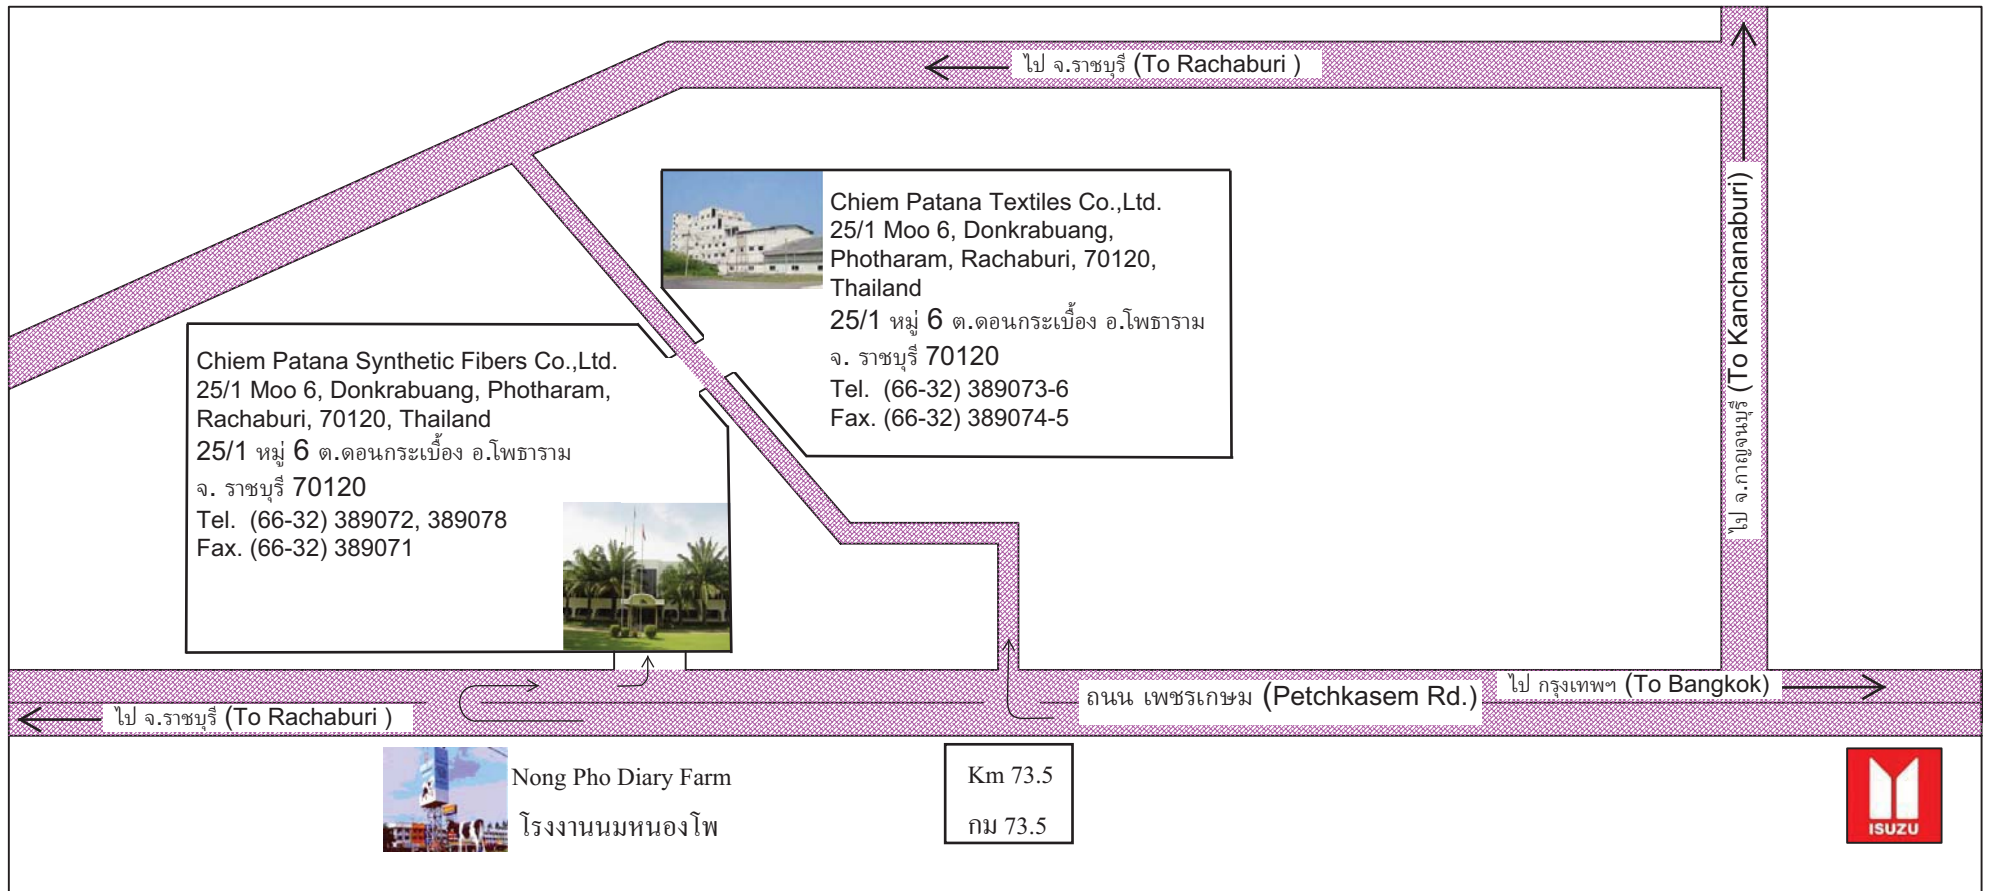 ไป จ.ราชบุรี (To Rachaburi )
Chiem Patana Textiles Co.,Ltd.
25/1 Moo 6, Donkrabuang,
Photharam, Rachaburi, 70120,
Thailand
25/1 หมู่ 6 ต.ดอนกระเบื้อง อ.โพธาราม
จ. ราชบุรี 70120
Tel. (66-32) 389073-6
Fax. (66-32) 389074-5
ไป จ.กาญจนบุรี (To Kanchanaburi)
Chiem Patana Synthetic Fibers Co.,Ltd.
25/1 Moo 6, Donkrabuang, Photharam,
Rachaburi, 70120, Thailand
25/1 หมู่ 6 ต.ดอนกระเบื้อง อ.โพธาราม
จ. ราชบุรี 70120
Tel. (66-32) 389072, 389078
Fax. (66-32) 389071
ไป จ.ราชบุรี (To Rachaburi )
ถนน เพชรเกษม (Petchkasem Rd.)
ไป กรุงเทพฯ (To Bangkok)
Nong Pho Diary Farm
โรงงานนมหนองโพ
Km 73.5
กม 73.5
ISUZU